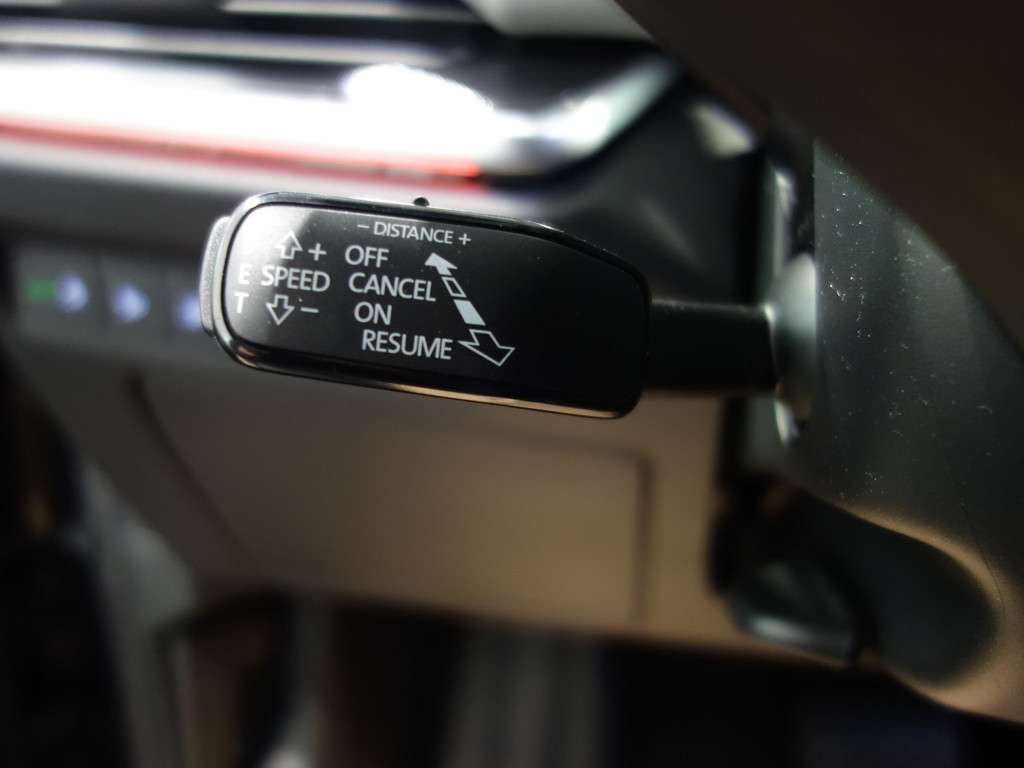 − DISTANCE +
+ OFF
E SPEED CANCEL
T − ON
RESUME